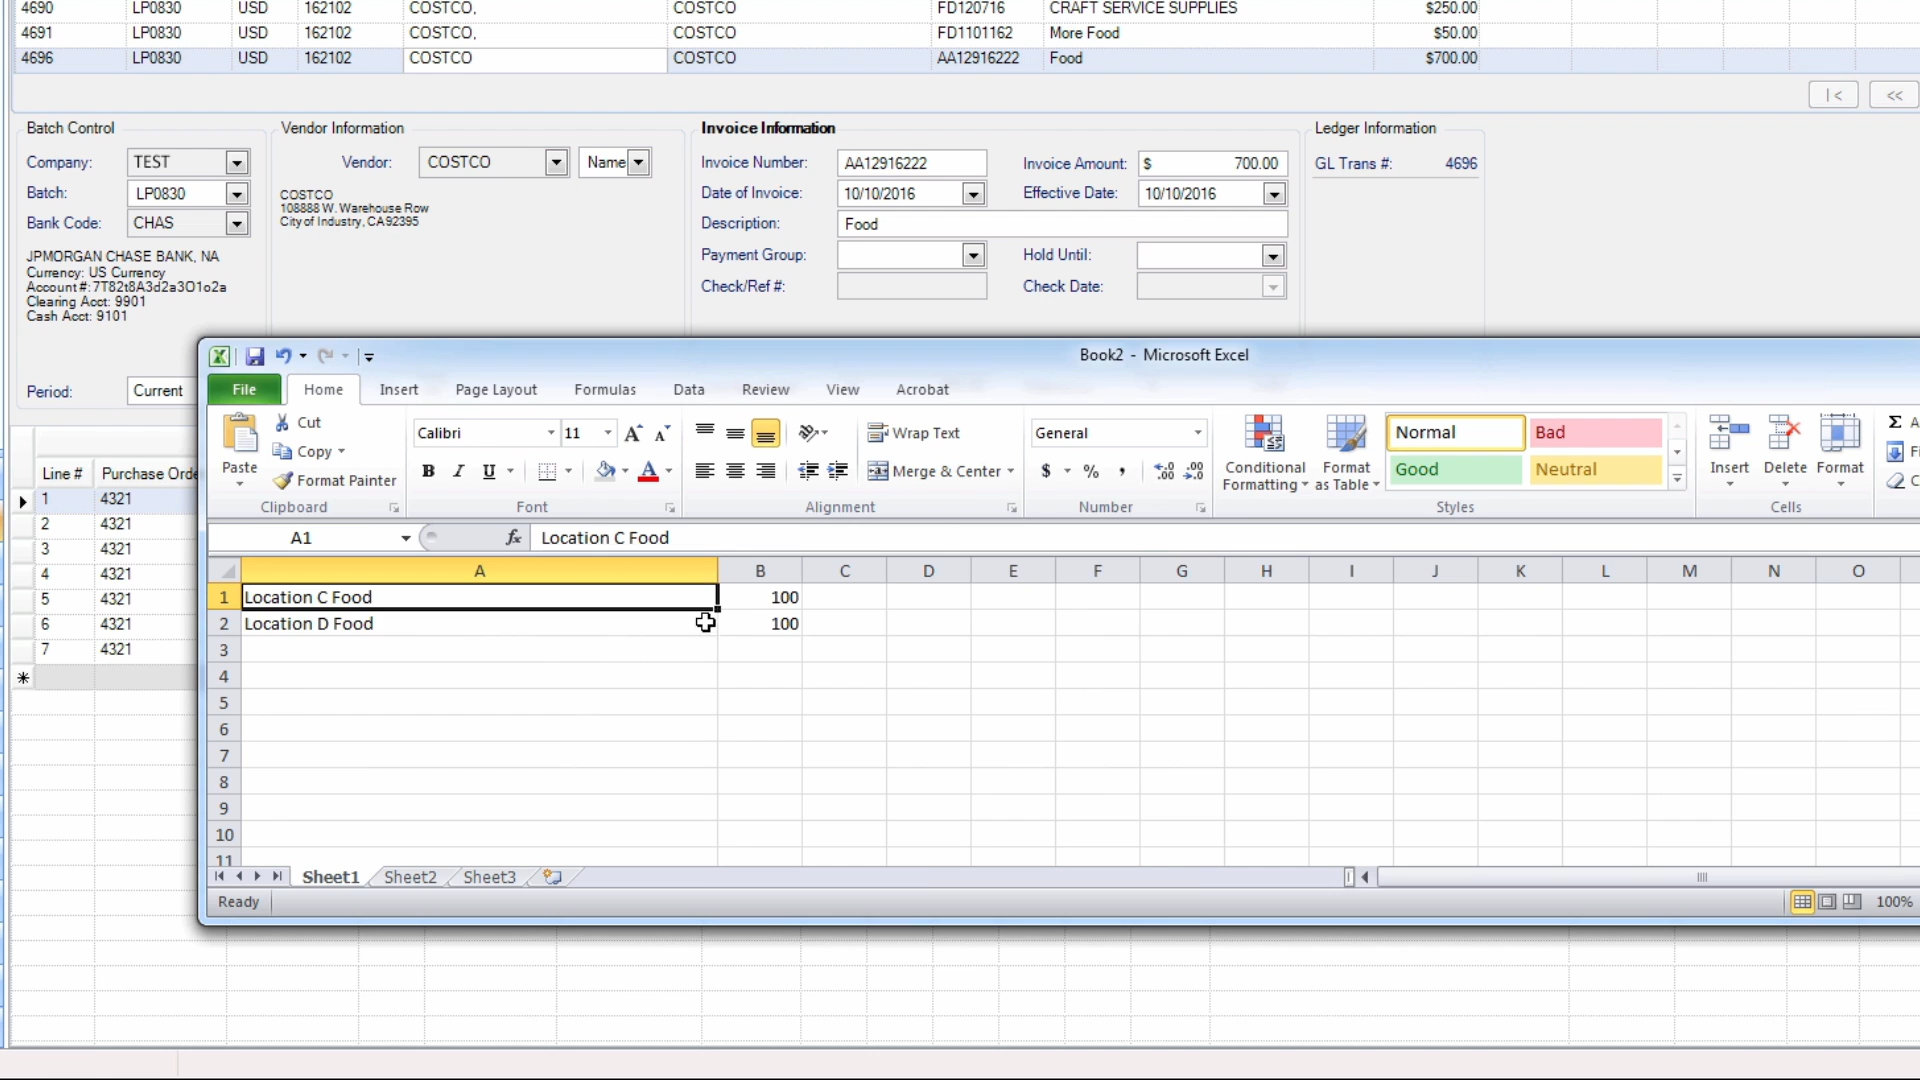 4690 LP0830 USD 162102 COSTCO, COSTCO FD120716 CRAFT SERVICE SUPPLIES $250.00
4691 LP0830 USD 162102 COSTCO, COSTCO FD1101162 More Food $50.00
4696 LP0830 USD 162102 COSTCO COSTCO AA12916222 Food $700.00
|< <<
Batch Control Vendor Information Invoice Information Ledger Information
Company: TEST Vendor: COSTCO Name Invoice Number: AA12916222 Invoice Amount: $ 700.00 GL Trans #: 4696
Batch: LP0830 COSTCO Date of Invoice: 10/10/2016 Effective Date: 10/10/2016
108888 W. Warehouse Row
Bank Code: CHAS City of Industry, CA92395 Description: Food
JPMORGAN CHASE BANK, NA Payment Group: Hold Until:
Currency: US Currency
Account #: 7T82t8A3d2a3O1o2a Check/Ref #: Check Date:
Clearing Acct: 9901
Cash Acct: 9101
Period: Current
Book2 - Microsoft Excel
File Home Insert Page Layout Formulas Data Review View Acrobat
Paste Cut Calibri 11 A A Wrap Text General Conditional Formatting Format as Table Normal Bad Insert Delete Format Σ A
Copy
Format Painter B I U A Merge & Center $ % , .00 Good Neutral
Clipboard Font Alignment Number Styles Cells
A1 fx Location C Food
A B C D E F G H I J K L M N O
1 Location C Food 100
2 Location D Food 100
3
4
5
6
7
8
9
10
11
Sheet1 Sheet2 Sheet3
Ready 100%
Line # Purchase Orde
1 4321
2 4321
3 4321
4 4321
5 4321
6 4321
7 4321